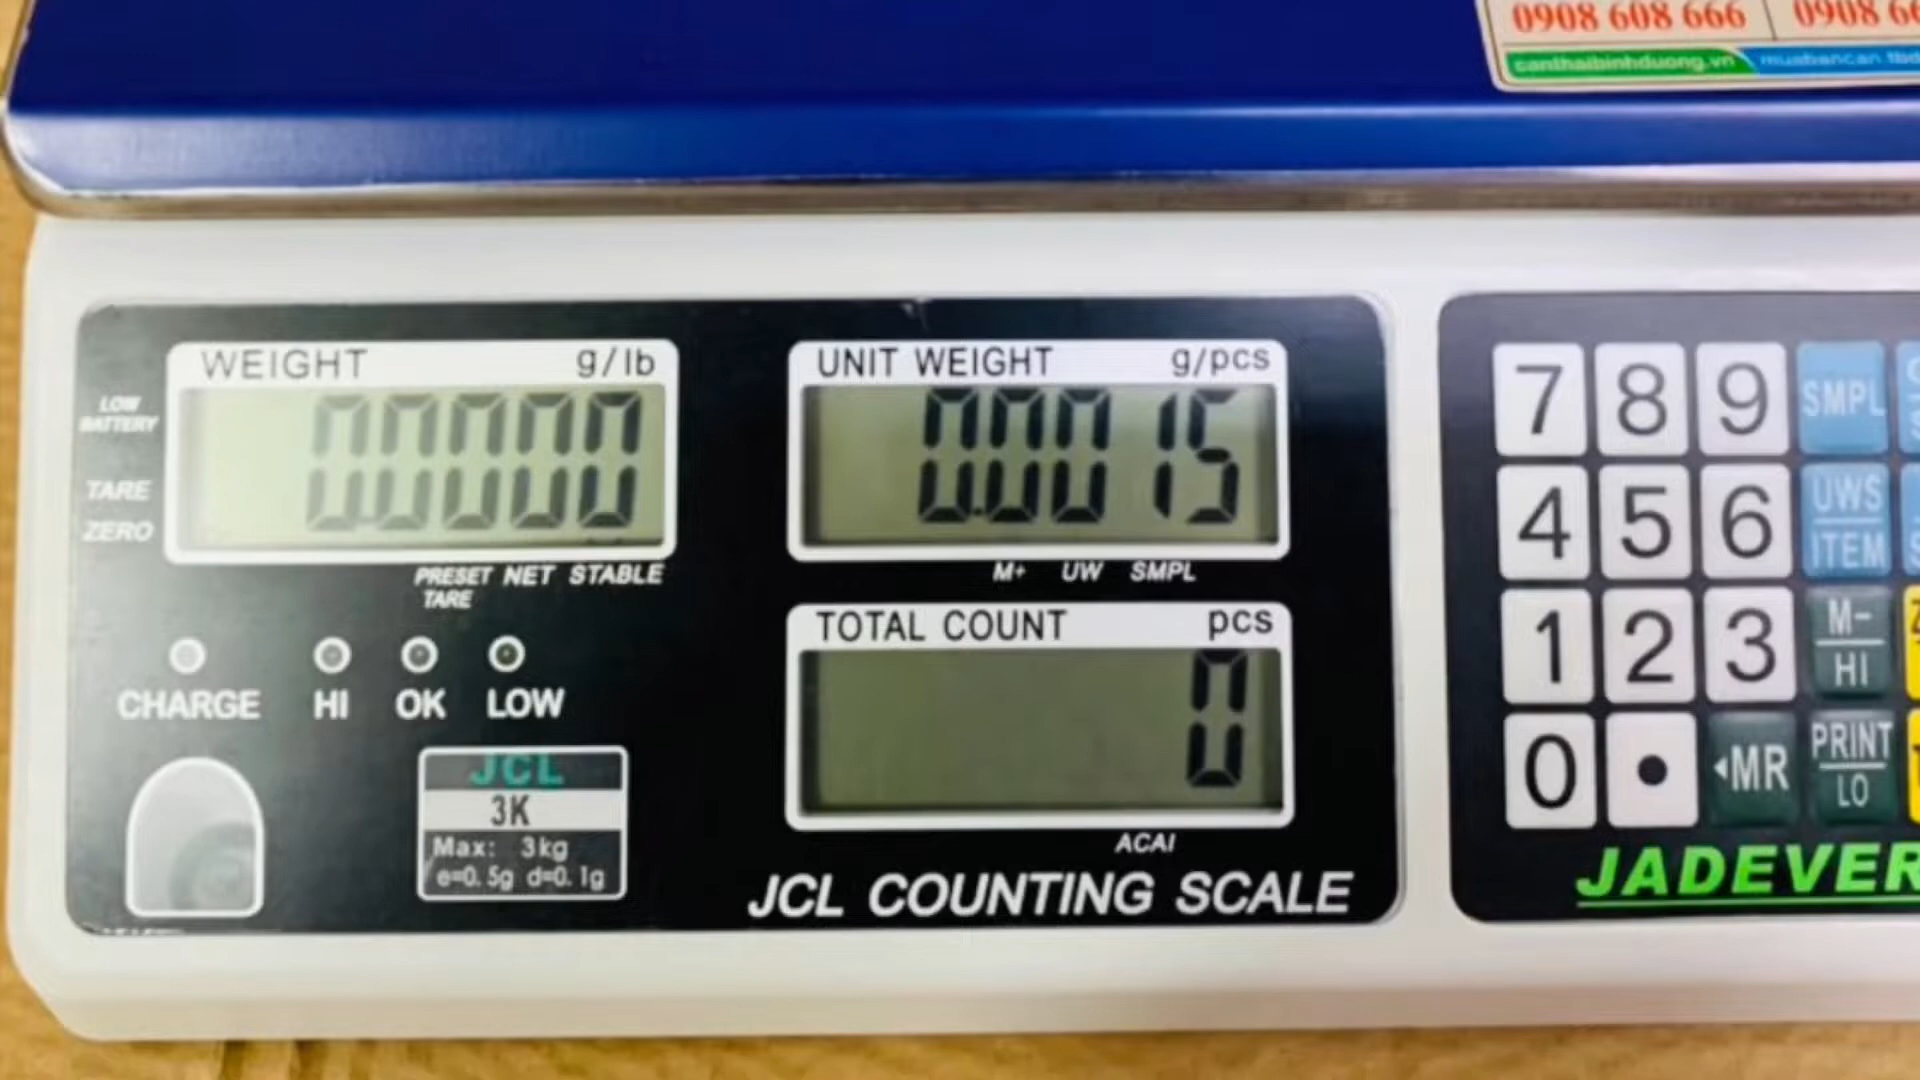 0908 608 666
canthaibinhduong.vn
WEIGHT g/lb
0.0000
LOW
BATTERY
TARE
ZERO
PRESET NET STABLE
TARE
UNIT WEIGHT g/pcs
0.0015
M+ UW SMPL
TOTAL COUNT pcs
0
ACAI
CHARGE HI OK LOW
JCL
3K
Max: 3kg
e=0.5g d=0.1g
JCL COUNTING SCALE
7 8 9 SMPL
4 5 6 UWS
ITEM
1 2 3 M-
HI
0 . ◂MR PRINT
LO
JADEVER